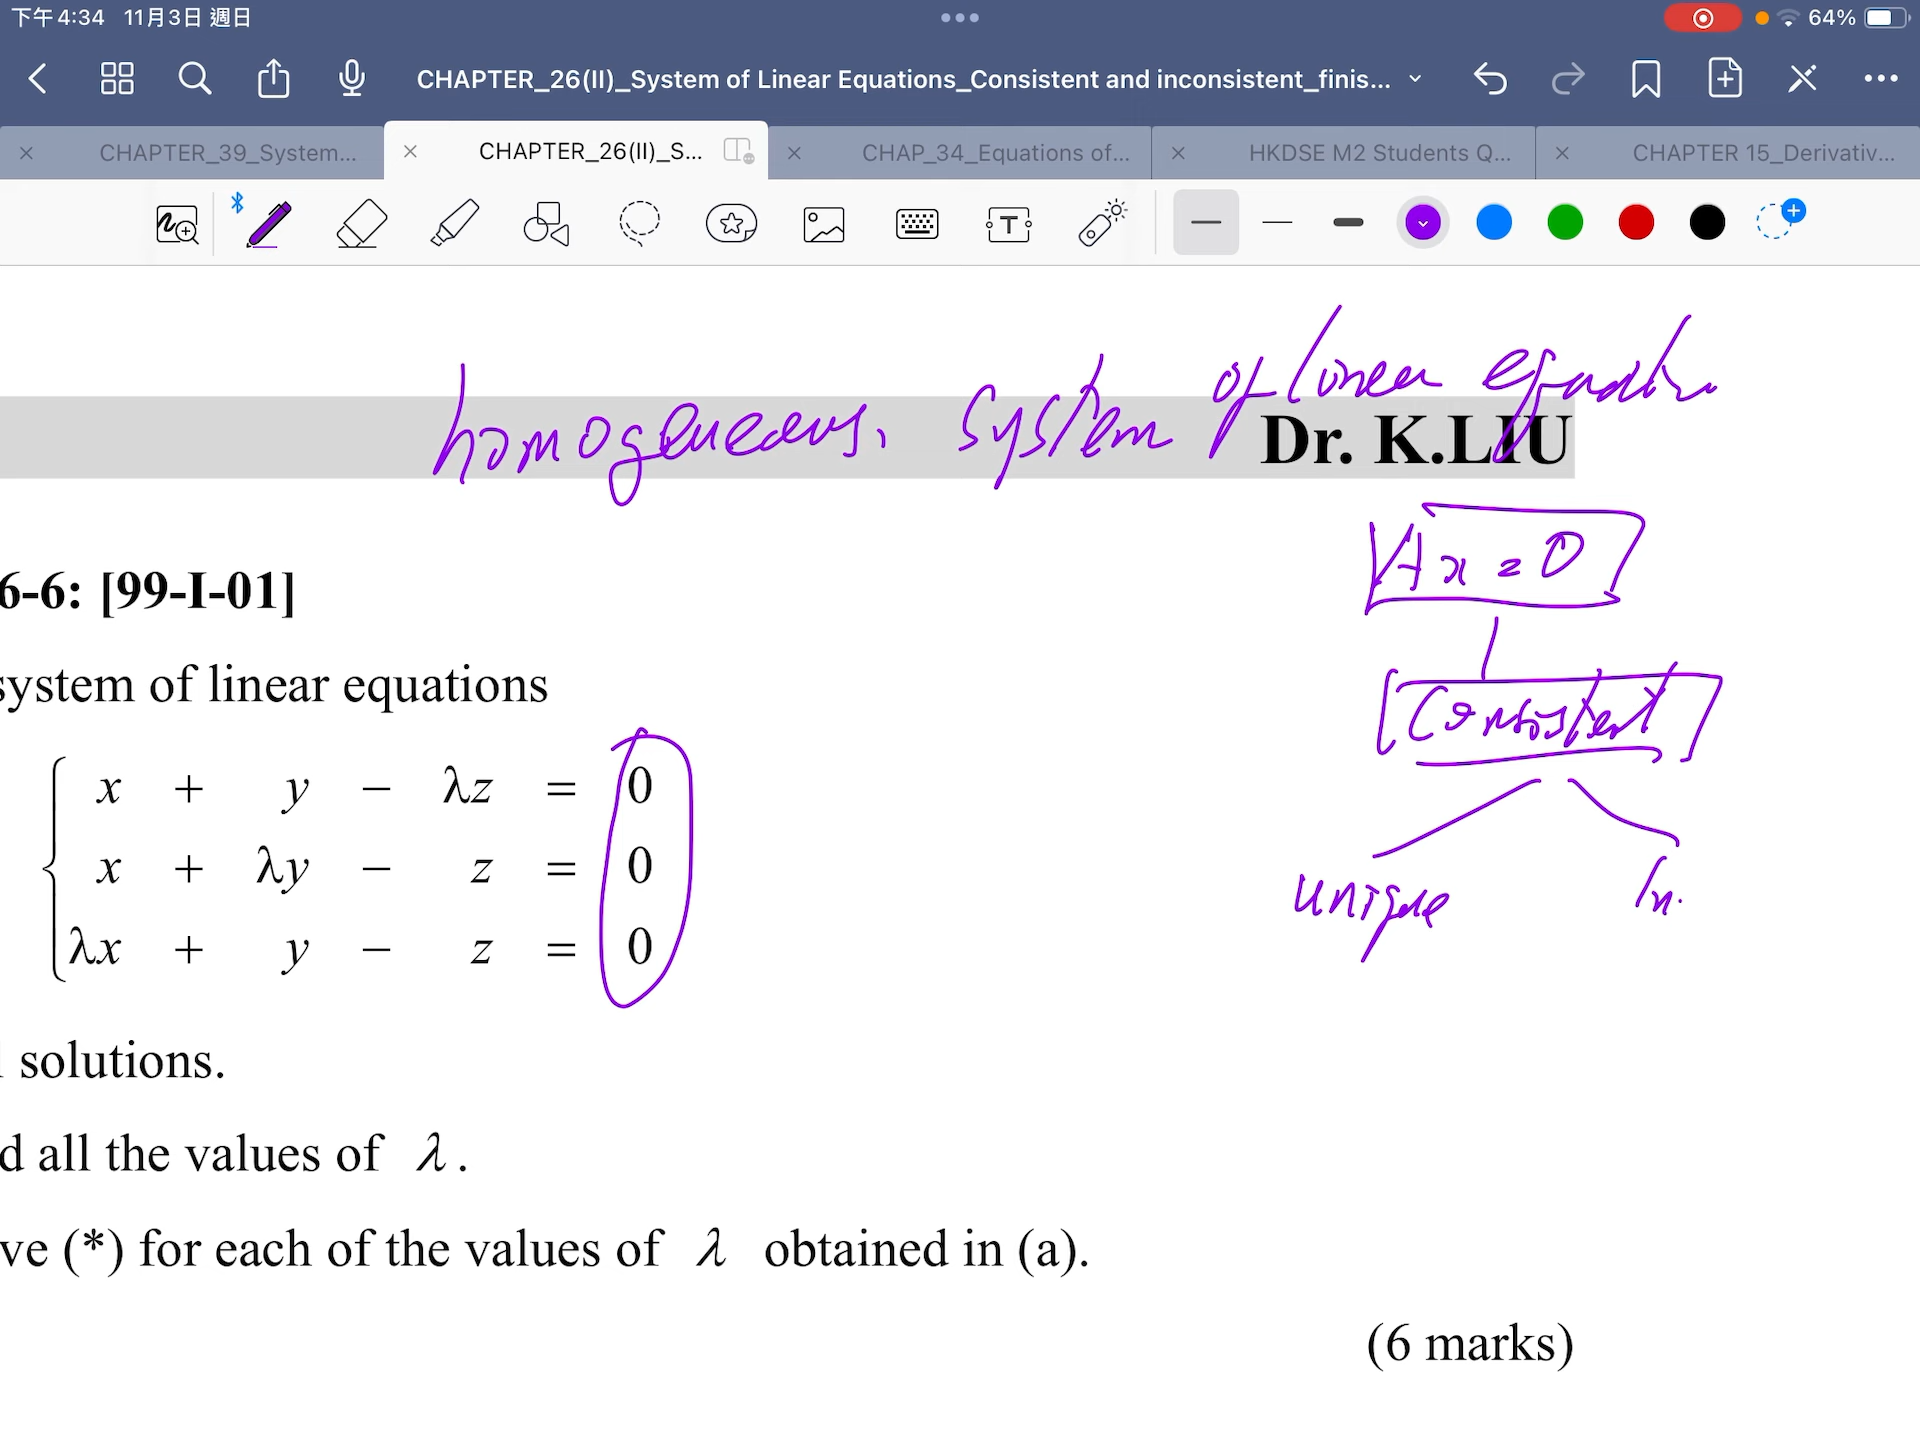 下午4:34 11月3日 週日
64%
CHAPTER_26(II)_System of Linear Equations_Consistent and inconsistent_finis...
CHAPTER_39_System...
CHAPTER_26(II)_S...
CHAP_34_Equations of...
HKDSE M2 Students Q...
CHAPTER 15_Derivativ...
homogeneous. system of linear equation
Dr. K.LIU
Ax = 0
6-6: [99-I-01]
system of linear equations
Consistent
x + y − λz = 0
x + λy − z = 0
λx + y − z = 0
unique
In.
solutions.
d all the values of λ.
ve (*) for each of the values of λ obtained in (a).
(6 marks)